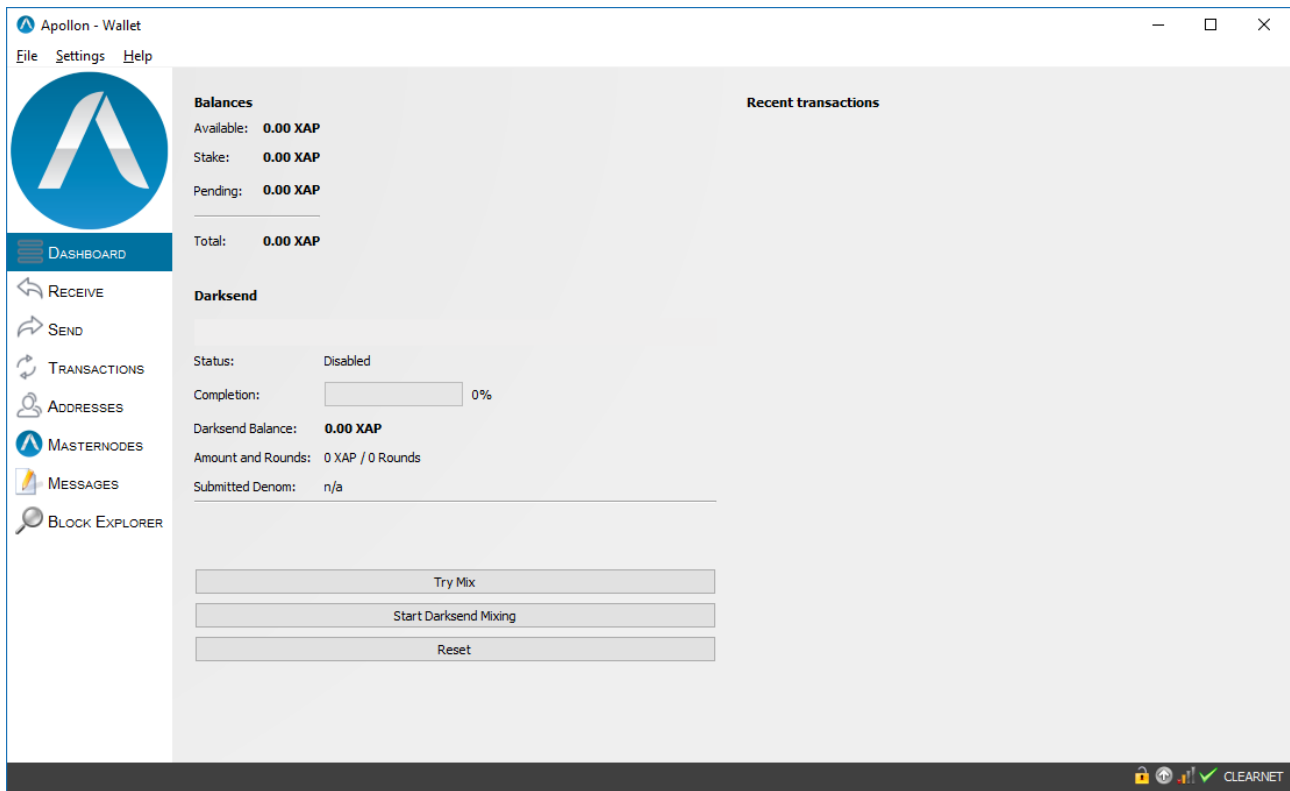 Apollon - Wallet
File Settings Help
Balances
Available: 0.00 XAP
Stake: 0.00 XAP
Pending: 0.00 XAP
Total: 0.00 XAP
Recent transactions
DASHBOARD
RECEIVE
SEND
TRANSACTIONS
ADDRESSES
MASTERNODES
MESSAGES
BLOCK EXPLORER
Darksend
Status: Disabled
Completion: 0%
Darksend Balance: 0.00 XAP
Amount and Rounds: 0 XAP / 0 Rounds
Submitted Denom: n/a
Try Mix
Start Darksend Mixing
Reset
CLEARNET